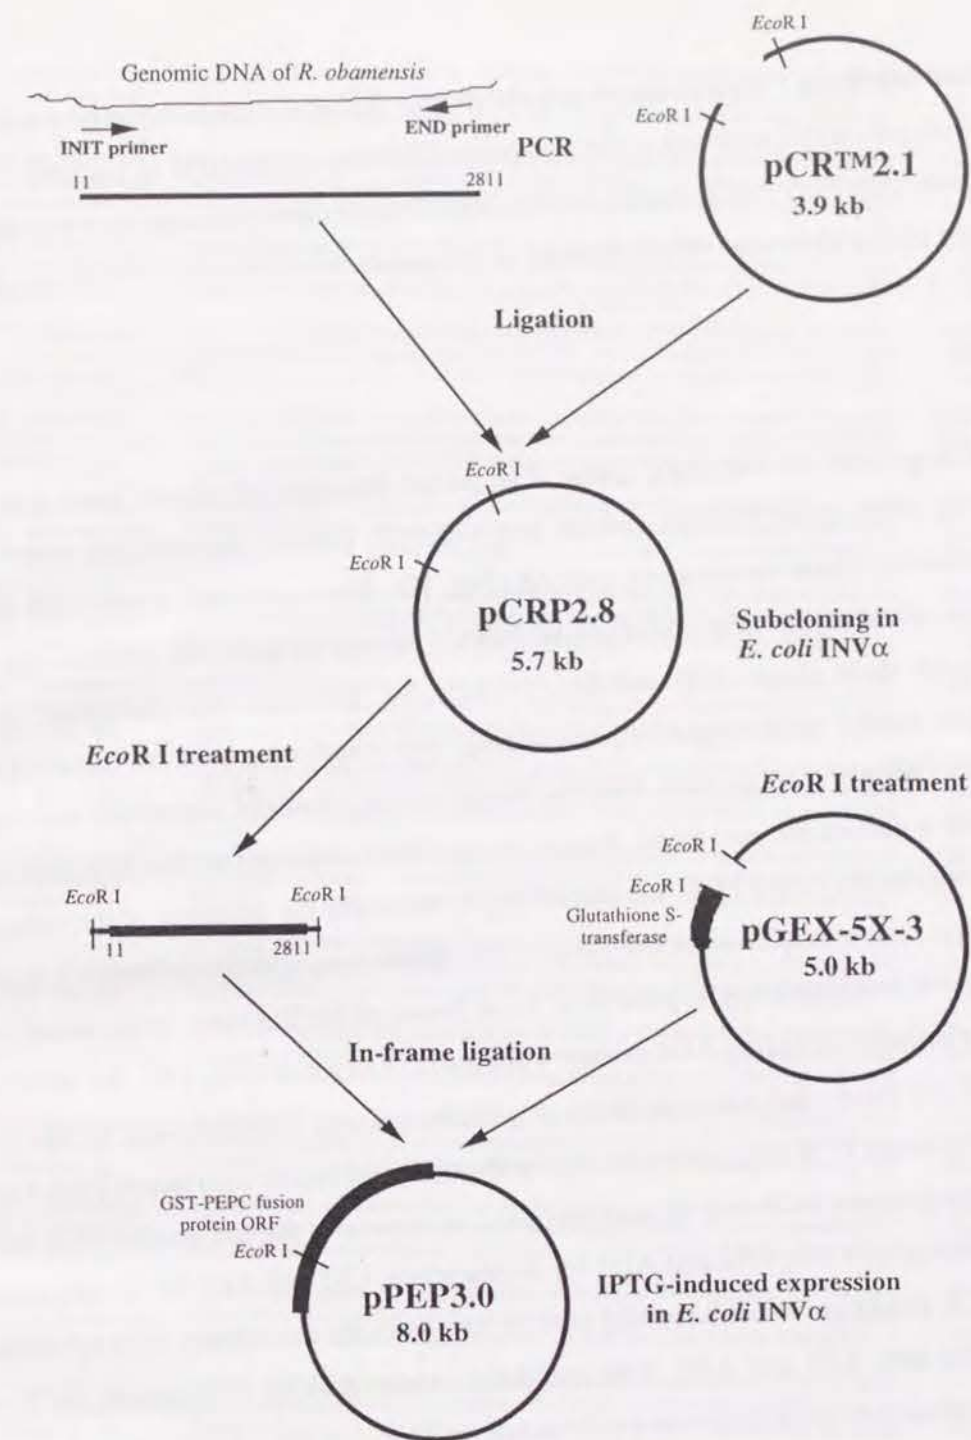 EcoR I
Genomic DNA of R. obamensis
EcoR I
INIT primer
END primer
PCR
11
2811
pCR™2.1
3.9 kb
Ligation
EcoR I
EcoR I
pCRP2.8
5.7 kb
Subcloning in
E. coli INVα
EcoR I treatment
EcoR I treatment
EcoR I
EcoR I
EcoR I
EcoR I
11
2811
Glutathione S-
transferase
pGEX-5X-3
5.0 kb
In-frame ligation
GST-PEPC fusion
protein ORF
EcoR I
pPEP3.0
8.0 kb
IPTG-induced expression
in E. coli INVα